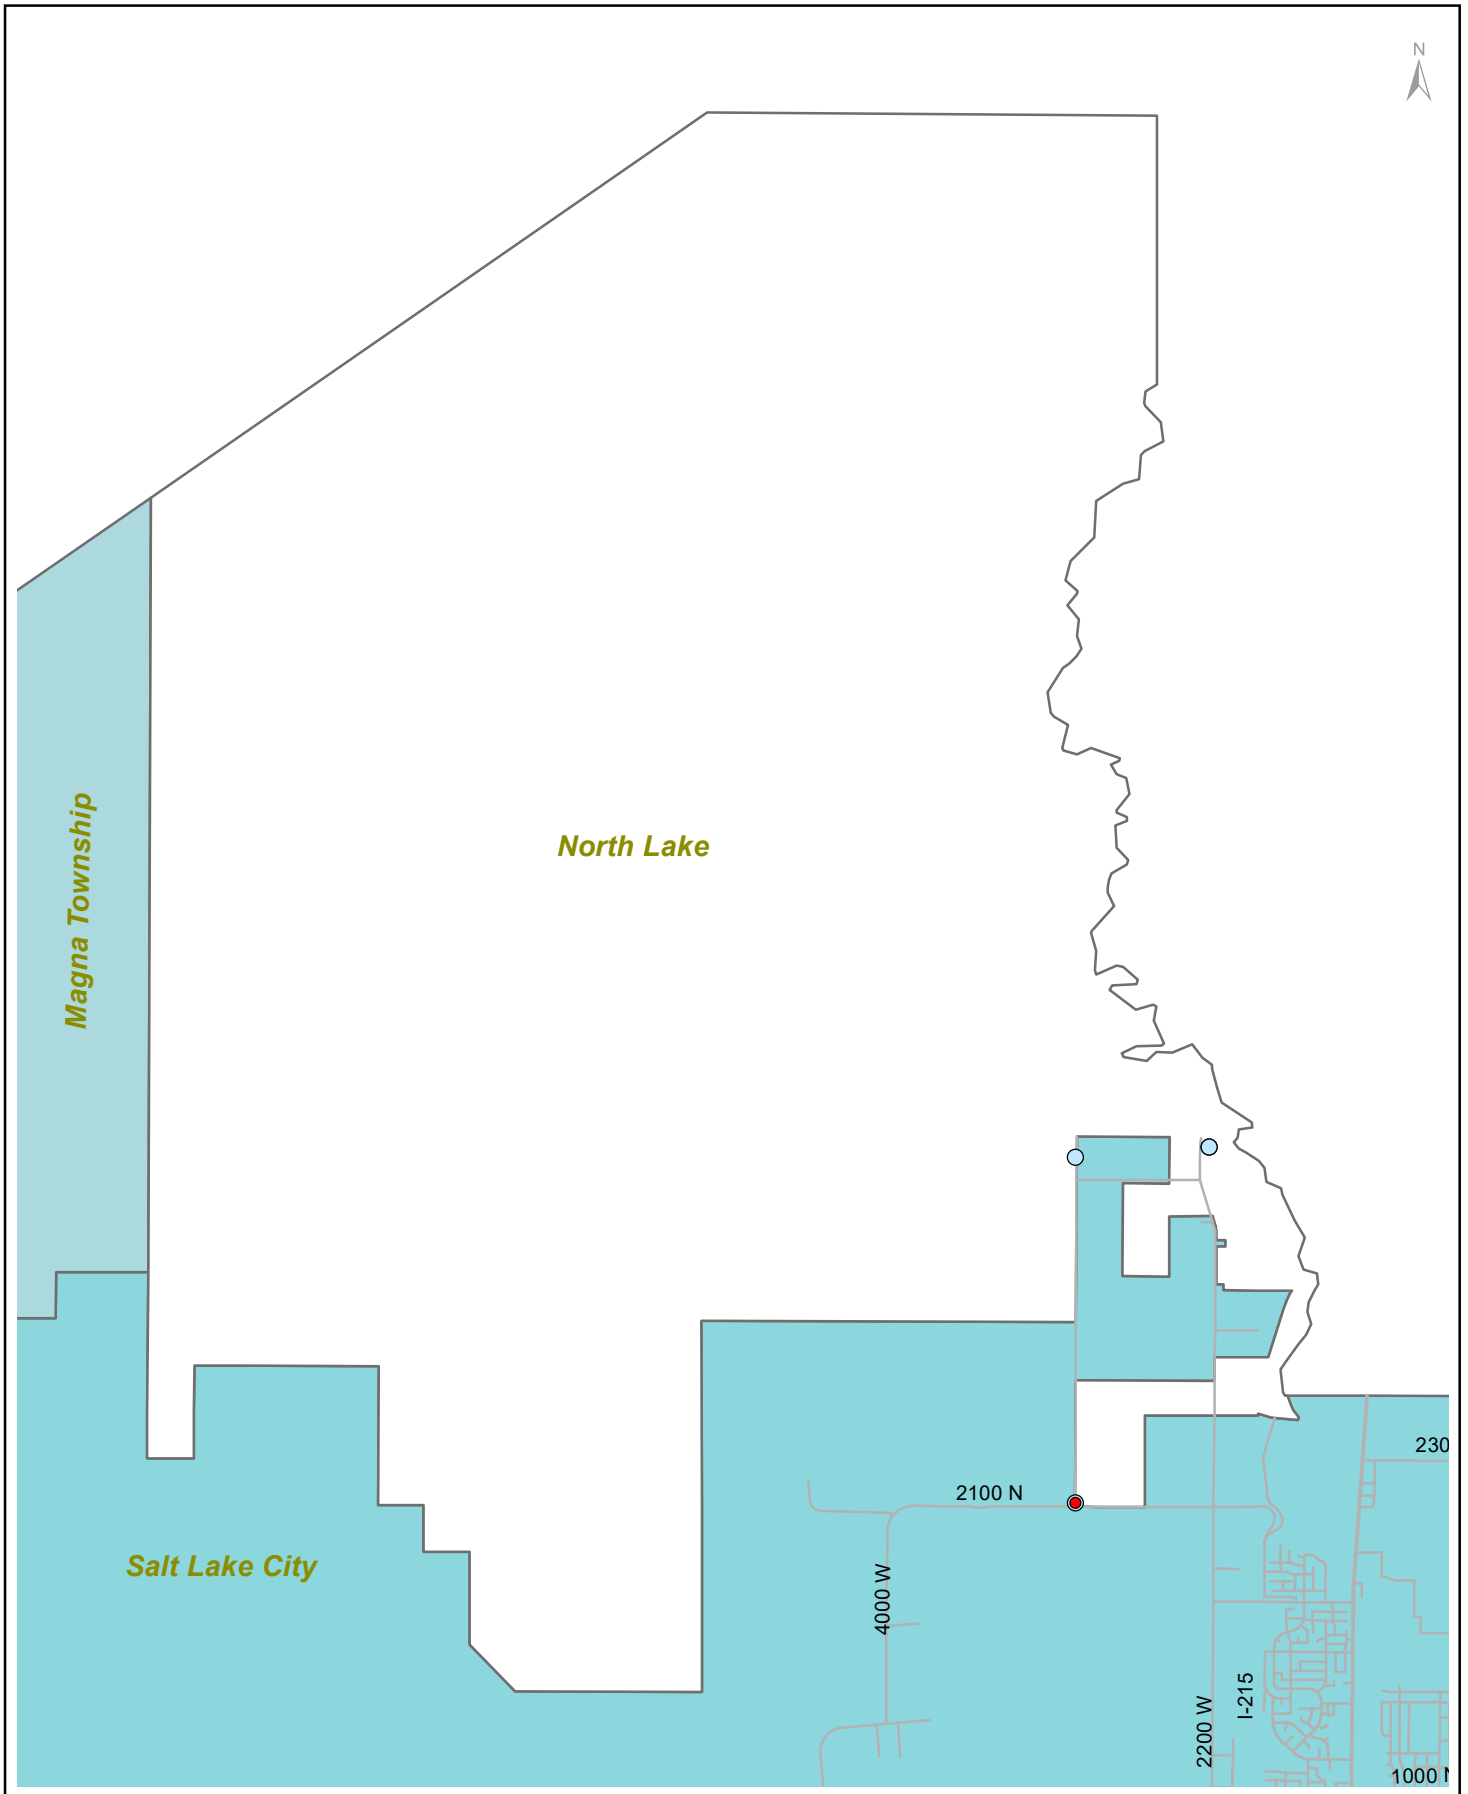 N
North Lake
Magna Township
230
2100 N
Salt Lake City
4000 W
I-215
2200 W
1000 N